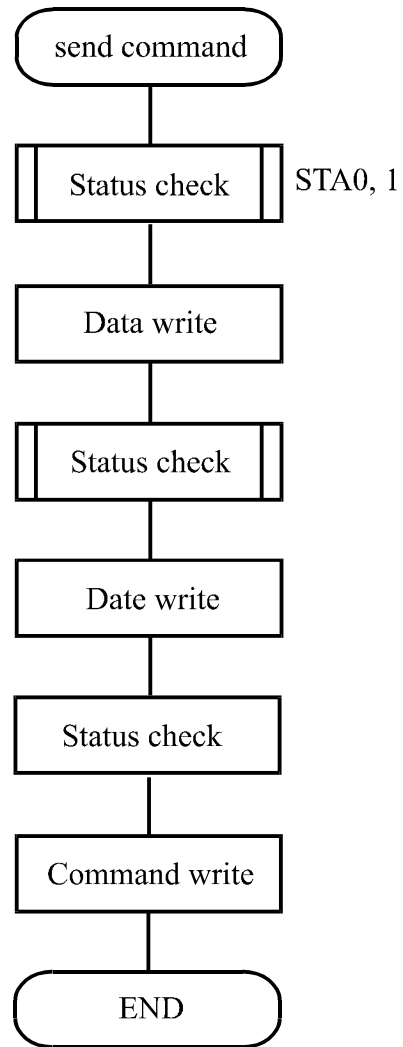 send command
Status check
STA0, 1
Data write
Status check
Date write
Status check
Command write
END